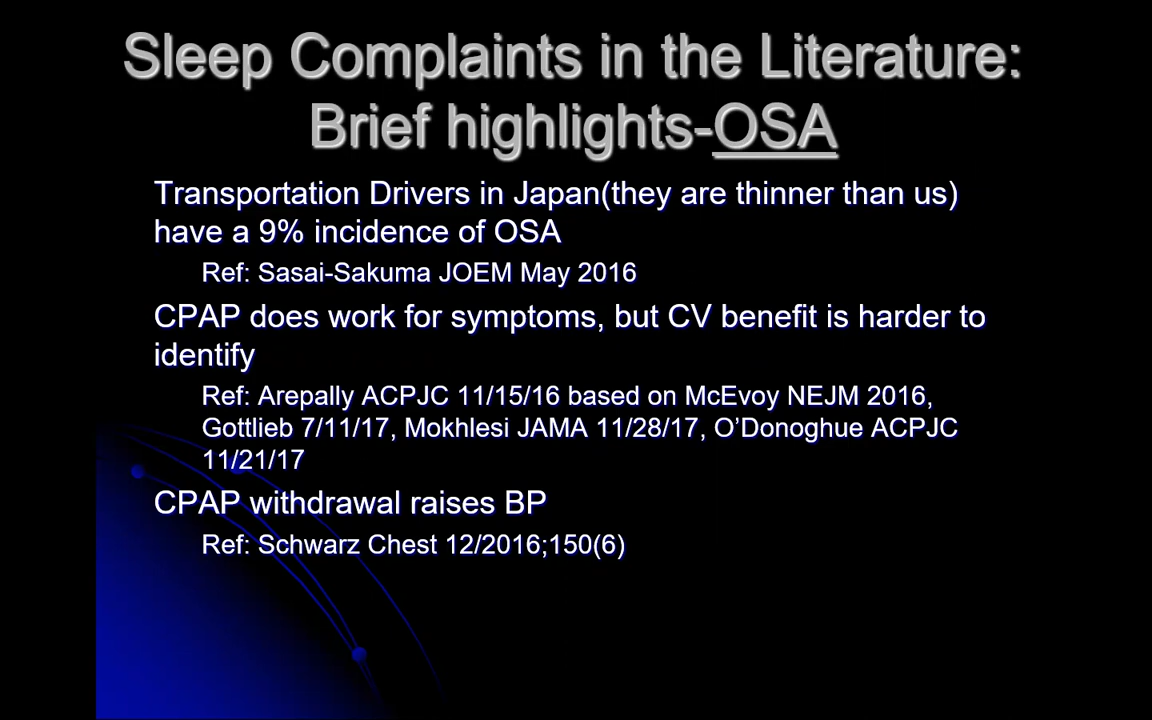 Sleep Complaints in the Literature:
Brief highlights-OSA
Transportation Drivers in Japan(they are thinner than us)
have a 9% incidence of OSA
Ref: Sasai-Sakuma JOEM May 2016
CPAP does work for symptoms, but CV benefit is harder to
identify
Ref: Arepally ACPJC 11/15/16 based on McEvoy NEJM 2016,
Gottlieb 7/11/17, Mokhlesi JAMA 11/28/17, O’Donoghue ACPJC
11/21/17
CPAP withdrawal raises BP
Ref: Schwarz Chest 12/2016;150(6)